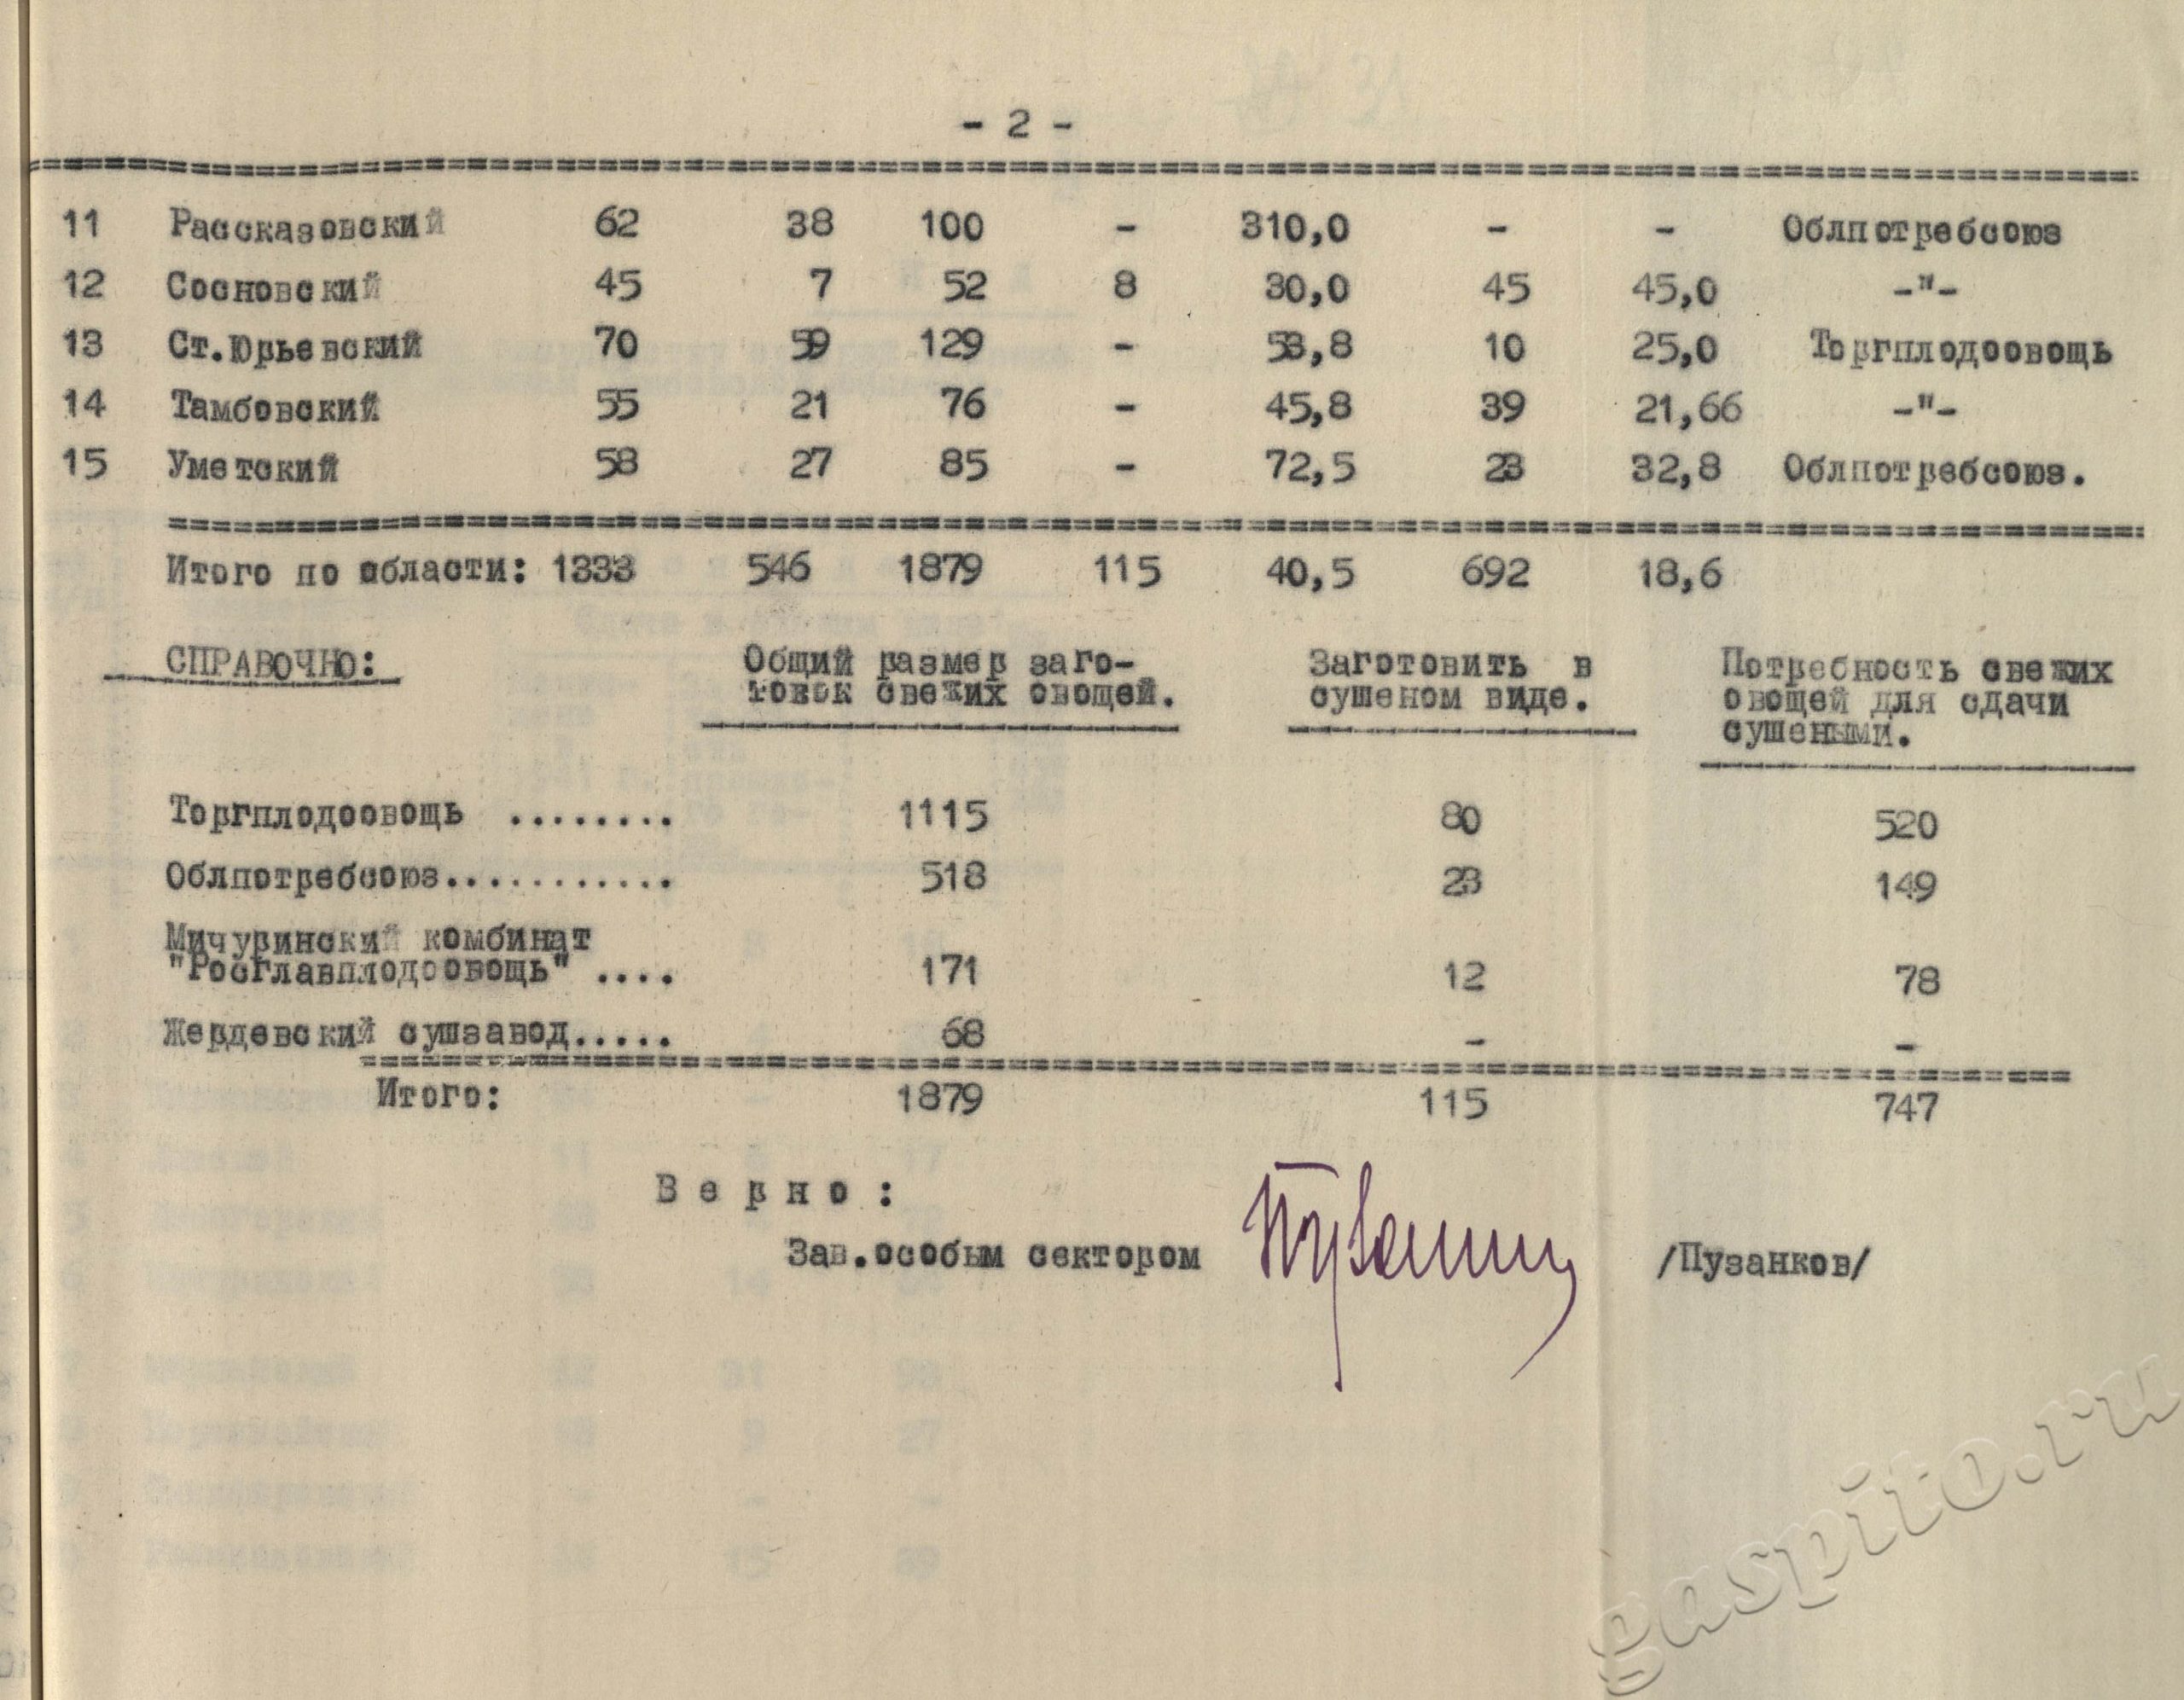 - 2 -
11 Рассказовский 62 38 100 - 310,0 - - Облпотребсоюз
12 Сосновский 45 7 52 8 30,0 45 45,0 -"-
13 Ст.Юрьевский 70 59 129 - 53,8 10 25,0 Торгплодоовощь
14 Тамбовский 55 21 76 - 45,8 39 21,66 -"-
15 Уметский 58 27 85 - 72,5 23 32,8 Облпотребсоюз.
Итого по области: 1333 546 1879 115 40,5 692 18,6
СПРАВОЧНО: Общий размер заго- Заготовить в Потребность свежих
товок свежих овощей. сушеном виде. овощей для сдачи
сушеными.
Торгплодоовощь ........ 1115 80 520
Облпотребсоюз............ 518 23 149
Мичуринский комбинат
"Росглавплодоовощь" .... 171 12 78
Жердевский сушзавод..... 68 - -
Итого: 1879 115 747
В е р н о :
Зав.особым сектором /Пузанков/
gaspito.ru